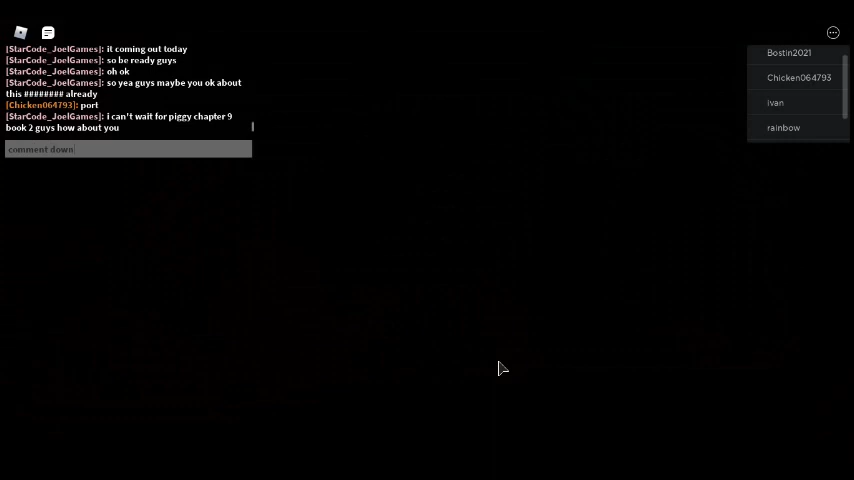 [StarCode_JoelGames]: it coming out today
[StarCode_JoelGames]: so be ready guys
[StarCode_JoelGames]: oh ok
[StarCode_JoelGames]: so yea guys maybe you ok about
this ######## already
[Chicken064793]: port
[StarCode_JoelGames]: i can't wait for piggy chapter 9
book 2 guys how about you
comment down
Bostin2021
Chicken064793
ivan
rainbow